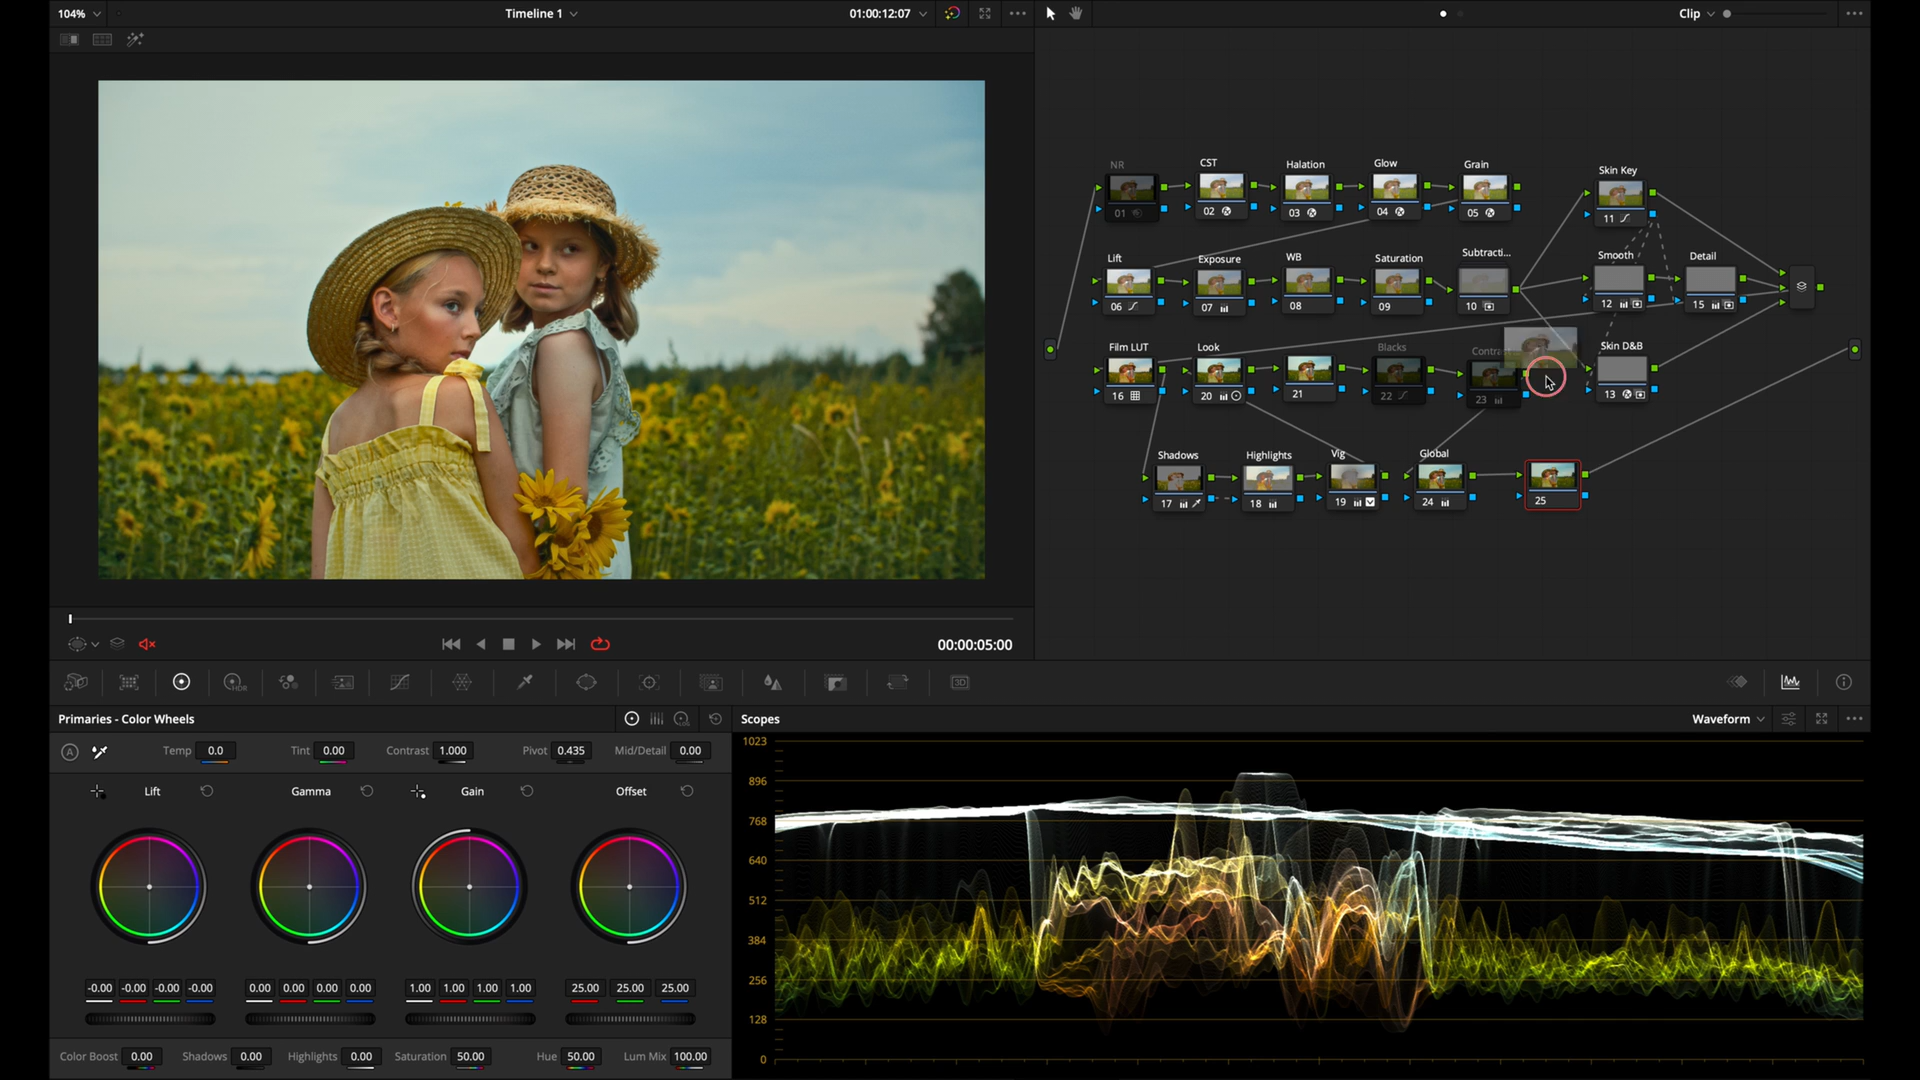 104%
Timeline 1
01:00:12:07
Clip
NR
CST
Halation
Glow
Grain
Skin Key
01
02
03
04
05
11
Lift
Exposure
WB
Saturation
Subtracti...
Smooth
Detail
06
07
08
09
10
12
15
Film LUT
Look
Blacks
Contra
Skin D&B
16
20
21
22
23
13
Shadows
Highlights
Vig
Global
17
18
19
24
25
00:00:05:00
HDR
3D
Primaries - Color Wheels
A
Temp 0.0
Tint 0.00
Contrast 1.000
Pivot 0.435
Mid/Detail 0.00
Lift
Gamma
Gain
Offset
-0.00 -0.00 -0.00 -0.00
0.00 0.00 0.00 0.00
1.00 1.00 1.00 1.00
25.00 25.00 25.00
Color Boost 0.00
Shadows 0.00
Highlights 0.00
Saturation 50.00
Hue 50.00
Lum Mix 100.00
Scopes
Waveform
1023
896
768
640
512
384
256
128
0